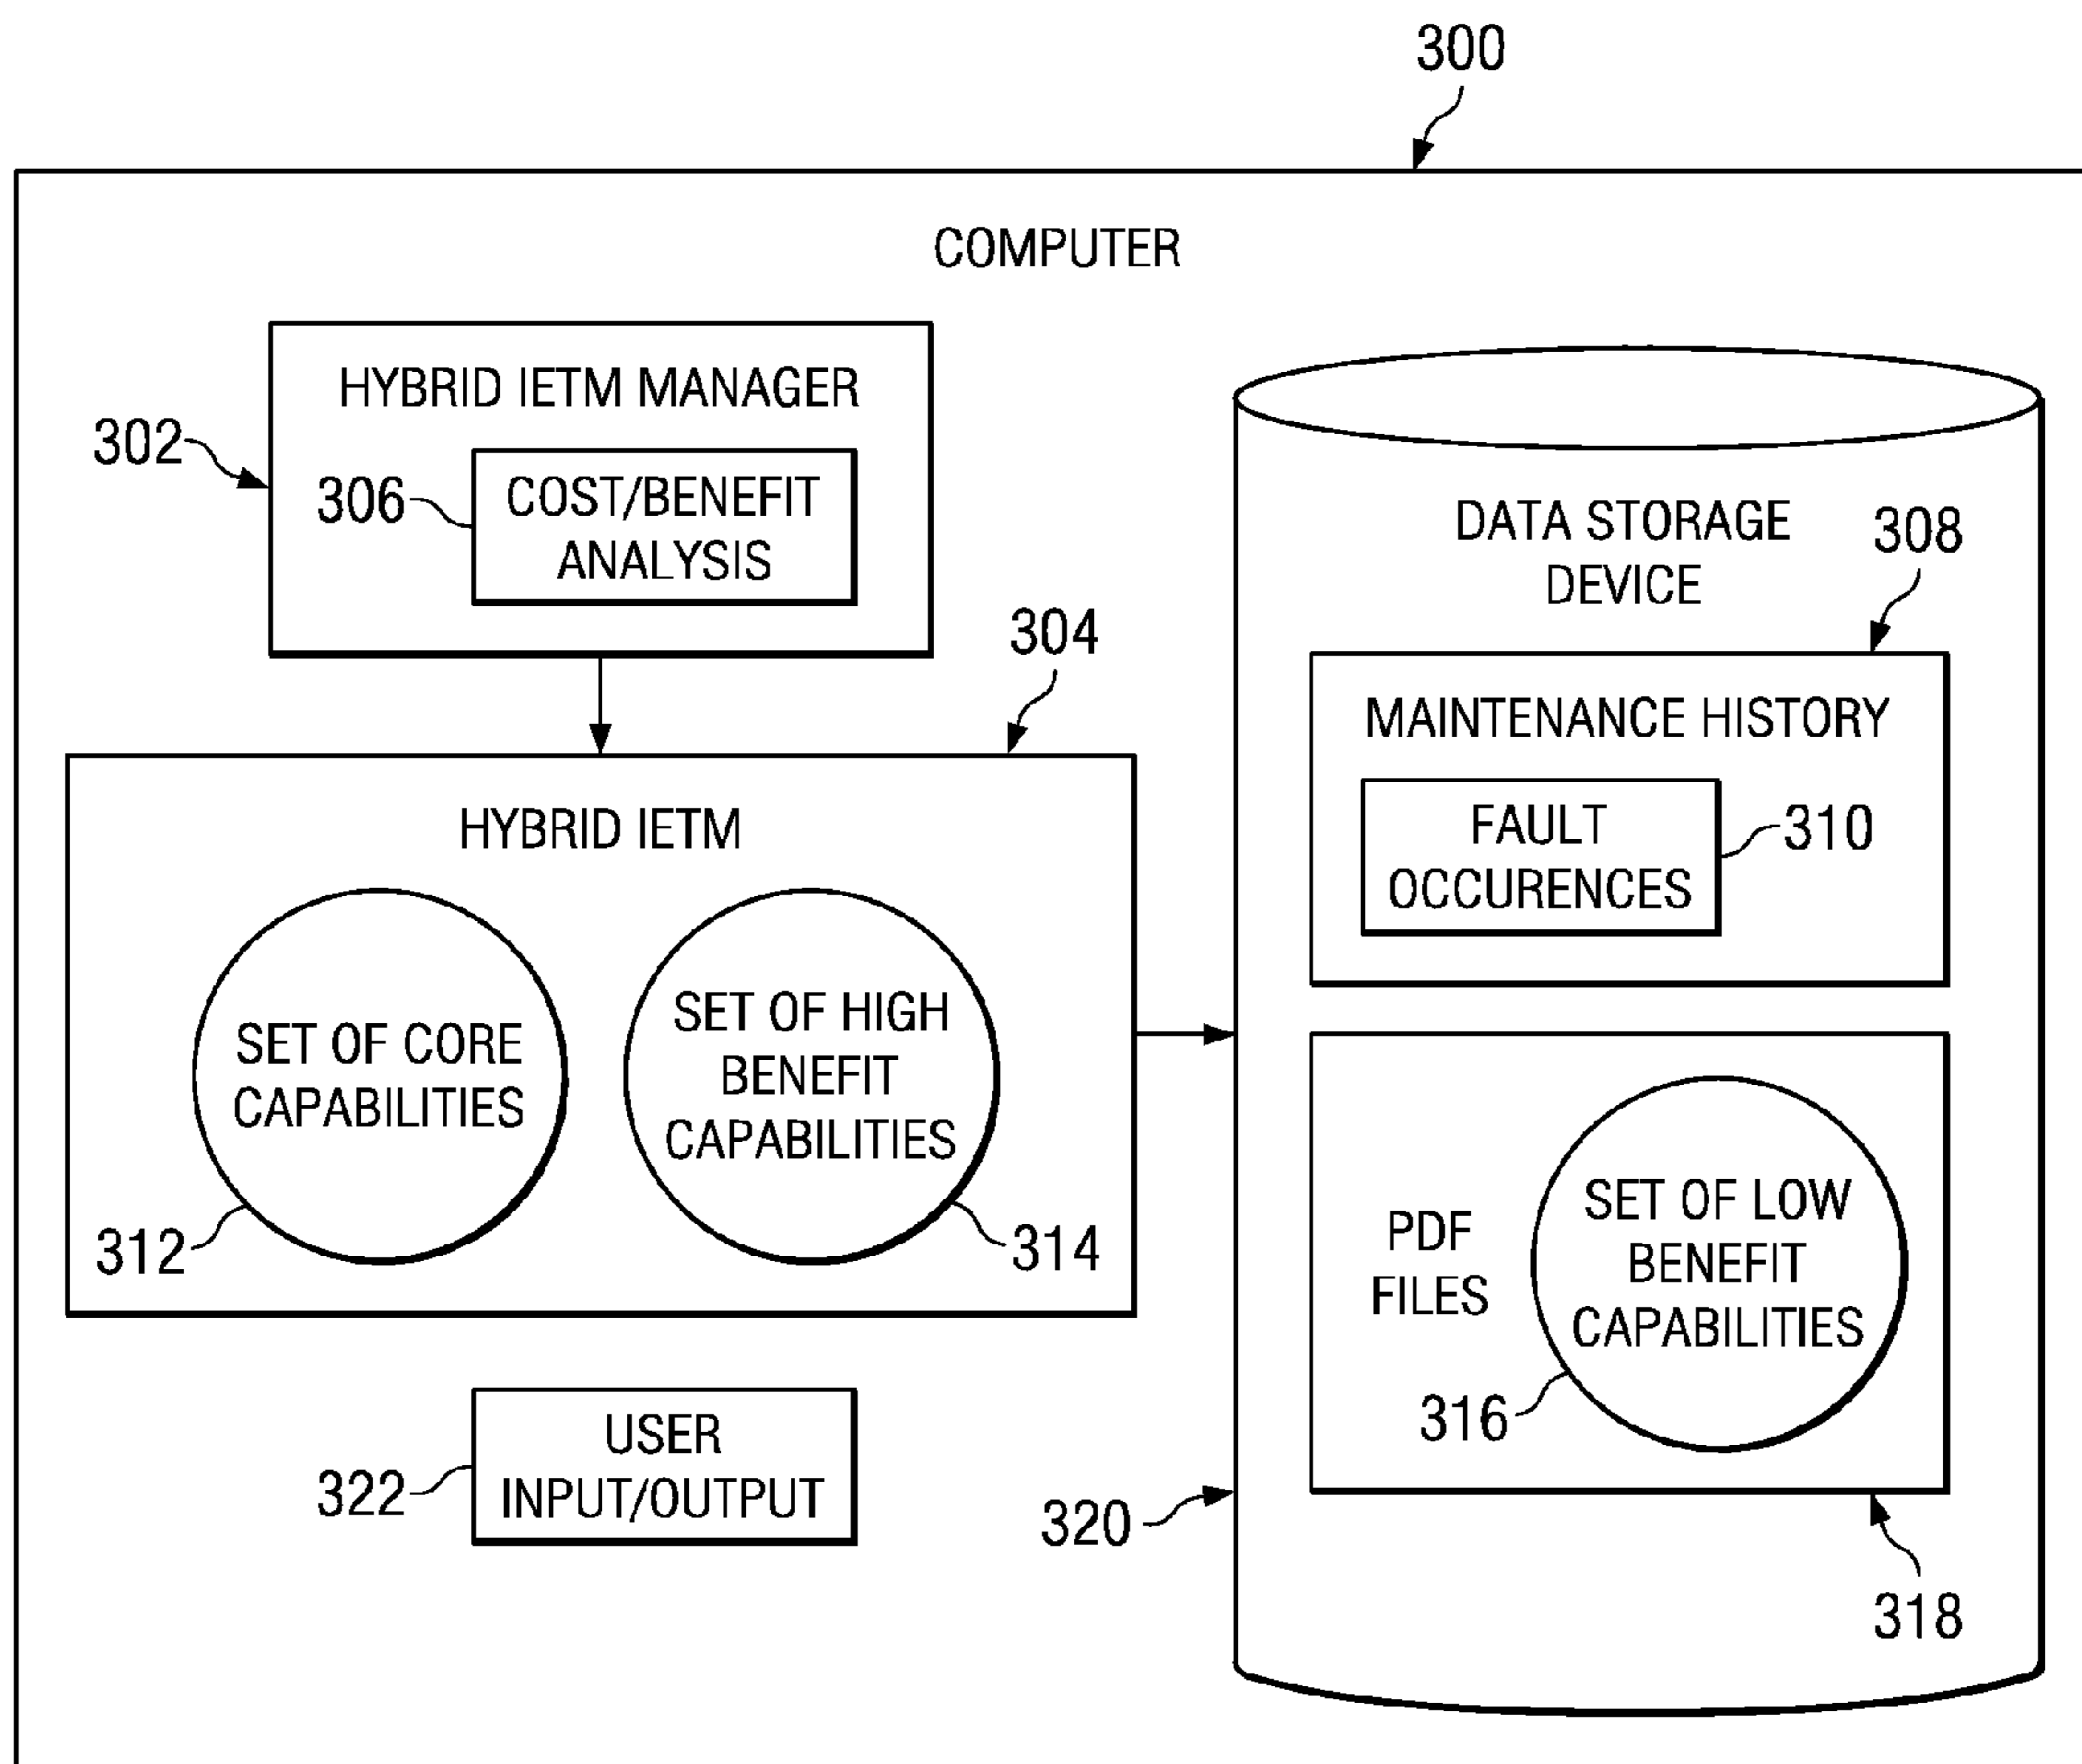 300
COMPUTER
HYBRID IETM MANAGER
302
306
COST/BENEFIT
ANALYSIS
304
HYBRID IETM
SET OF CORE
CAPABILITIES
312
SET OF HIGH
BENEFIT
CAPABILITIES
314
USER
INPUT/OUTPUT
322
DATA STORAGE
DEVICE
308
MAINTENANCE HISTORY
FAULT
OCCURENCES
310
PDF
FILES
SET OF LOW
BENEFIT
CAPABILITIES
316
320
318